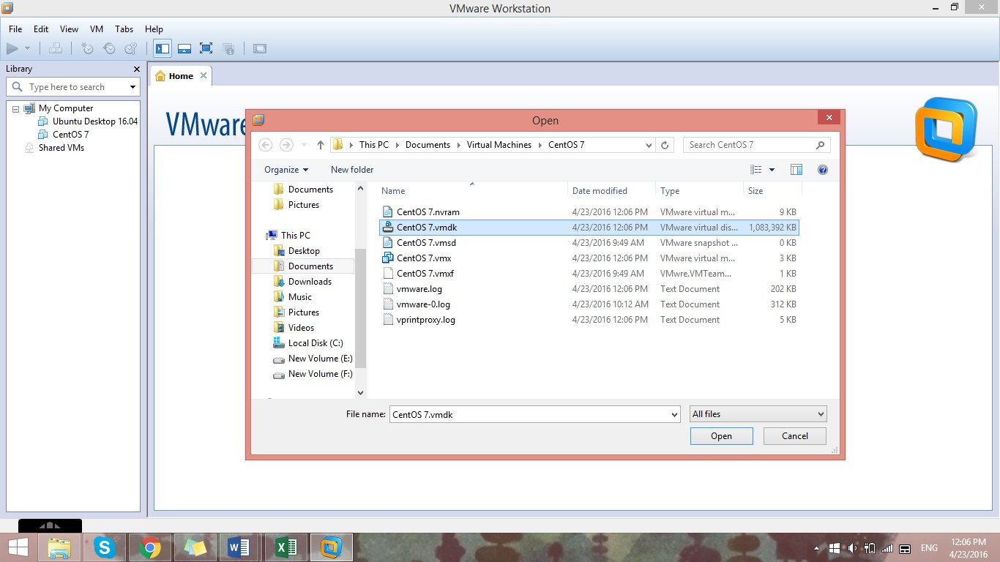 VMware Workstation
File Edit View VM Tabs Help
Library
Home
Type here to search
My Computer
Ubuntu Desktop 16.04
CentOS 7
Shared VMs
VMware
Open
This PC Documents Virtual Machines CentOS 7
Search CentOS 7
Organize New folder
Documents
Pictures
This PC
Desktop
Documents
Downloads
Music
Pictures
Videos
Local Disk (C:)
New Volume (E:)
New Volume (F:)
Name Date modified Type Size
CentOS 7.nvram 4/23/2016 12:06 PM VMware virtual m... 9 KB
CentOS 7.vmdk 4/23/2016 12:06 PM VMware virtual dis... 1,083,392 KB
CentOS 7.vmsd 4/23/2016 9:49 AM VMware snapshot ... 0 KB
CentOS 7.vmx 4/23/2016 12:06 PM VMware virtual m... 3 KB
CentOS 7.vmxf 4/23/2016 9:49 AM VMwre.VMTeam... 1 KB
vmware.log 4/23/2016 12:06 PM Text Document 202 KB
vmware-0.log 4/23/2016 10:12 AM Text Document 312 KB
vprintproxy.log 4/23/2016 12:06 PM Text Document 5 KB
File name: CentOS 7.vmdk All files
Open Cancel
ENG
12:06 PM
4/23/2016